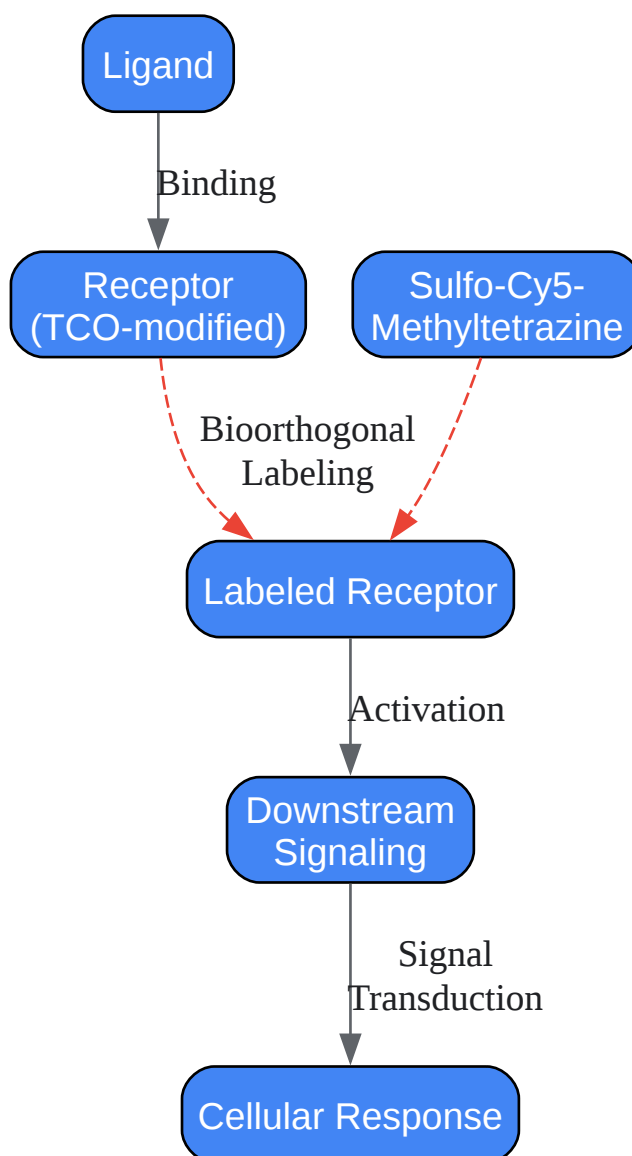 Ligand
Binding
Receptor
(TCO-modified)
Sulfo-Cy5-
Methyltetrazine
Bioorthogonal
Labeling
Labeled Receptor
Activation
Downstream
Signaling
Signal
Transduction
Cellular Response